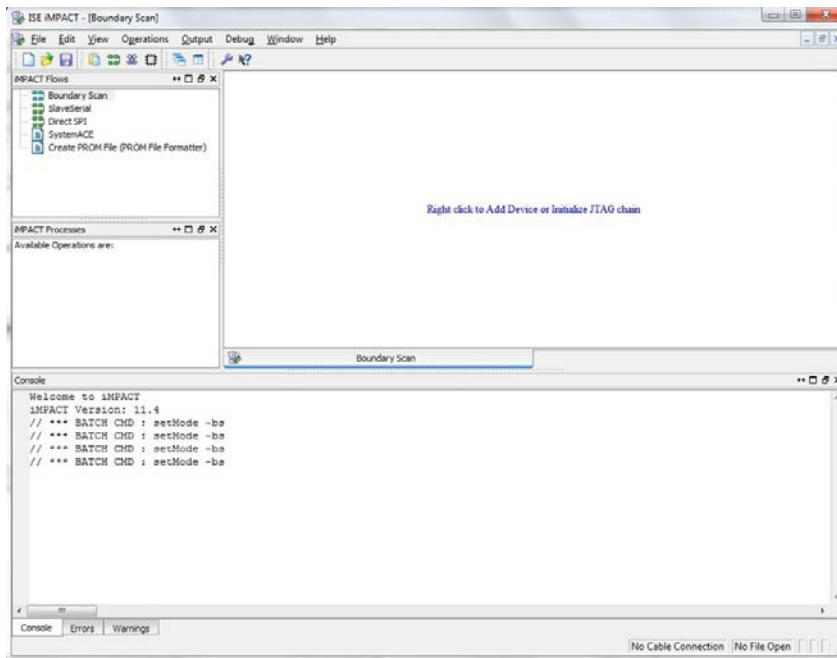 ISE iMPACT - [Boundary Scan]
File Edit View Operations Output Debug Window Help
iMPACT Flows
Boundary Scan
SlaveSerial
Direct SPI
SystemACE
Create PROM File (PROM File Formatter)
Right click to Add Device or Initialize JTAG chain
iMPACT Processes
Available Operations are:
Boundary Scan
Console
Welcome to iMPACT
iMPACT Version: 11.4
// *** BATCH CMD : setMode -bs
// *** BATCH CMD : setMode -bs
// *** BATCH CMD : setMode -bs
// *** BATCH CMD : setMode -bs
Console Errors Warnings
No Cable Connection No File Open